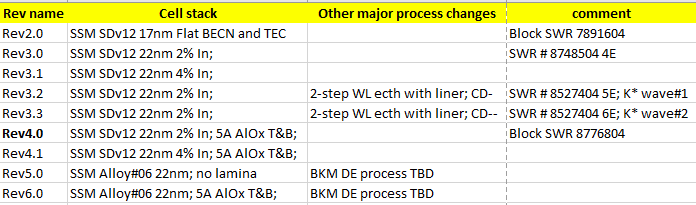 Rev name Cell stack Other major process changes comment
Rev2.0 SSM SDv12 17nm Flat BECN and TEC Block SWR 7891604
Rev3.0 SSM SDv12 22nm 2% In; SWR # 8748504 4E
Rev3.1 SSM SDv12 22nm 4% In;
Rev3.2 SSM SDv12 22nm 2% In; 2-step WL ecth with liner; CD- SWR # 8527404 5E; K* wave#1
Rev3.3 SSM SDv12 22nm 2% In; 2-step WL ecth with liner; CD-- SWR # 8527404 6E; K* wave#2
Rev4.0 SSM SDv12 22nm 2% In; 5A AlOx T&B; Block SWR 8776804
Rev4.1 SSM SDv12 22nm 4% In; 5A AlOx T&B;
Rev5.0 SSM Alloy#06 22nm; no lamina BKM DE process TBD
Rev6.0 SSM Alloy#06 22nm; 5A AlOx T&B; BKM DE process TBD